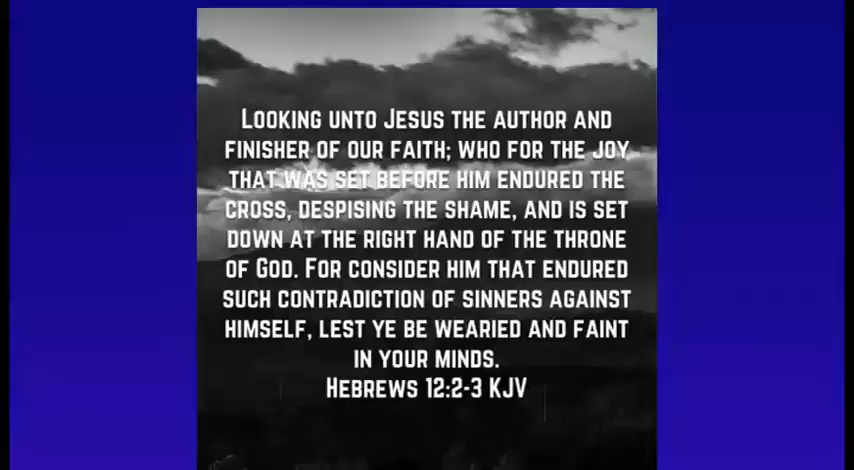 Looking unto Jesus the author and
finisher of our faith; who for the joy
that was set before him endured the
cross, despising the shame, and is set
down at the right hand of the throne
of God. For consider him that endured
such contradiction of sinners against
himself, lest ye be wearied and faint
in your minds.
Hebrews 12:2-3 KJV